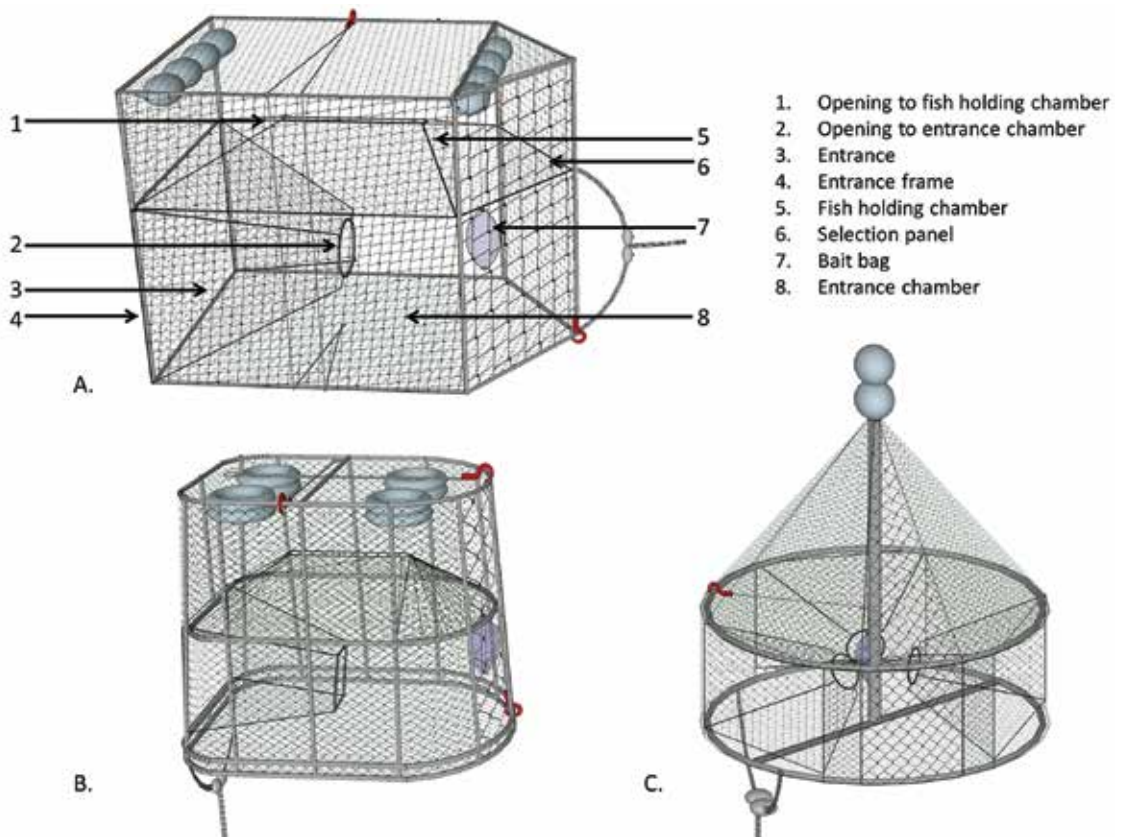 1
2
3
4
5
6
7
8
A.
1. Opening to fish holding chamber
2. Opening to entrance chamber
3. Entrance
4. Entrance frame
5. Fish holding chamber
6. Selection panel
7. Bait bag
8. Entrance chamber
B.
C.